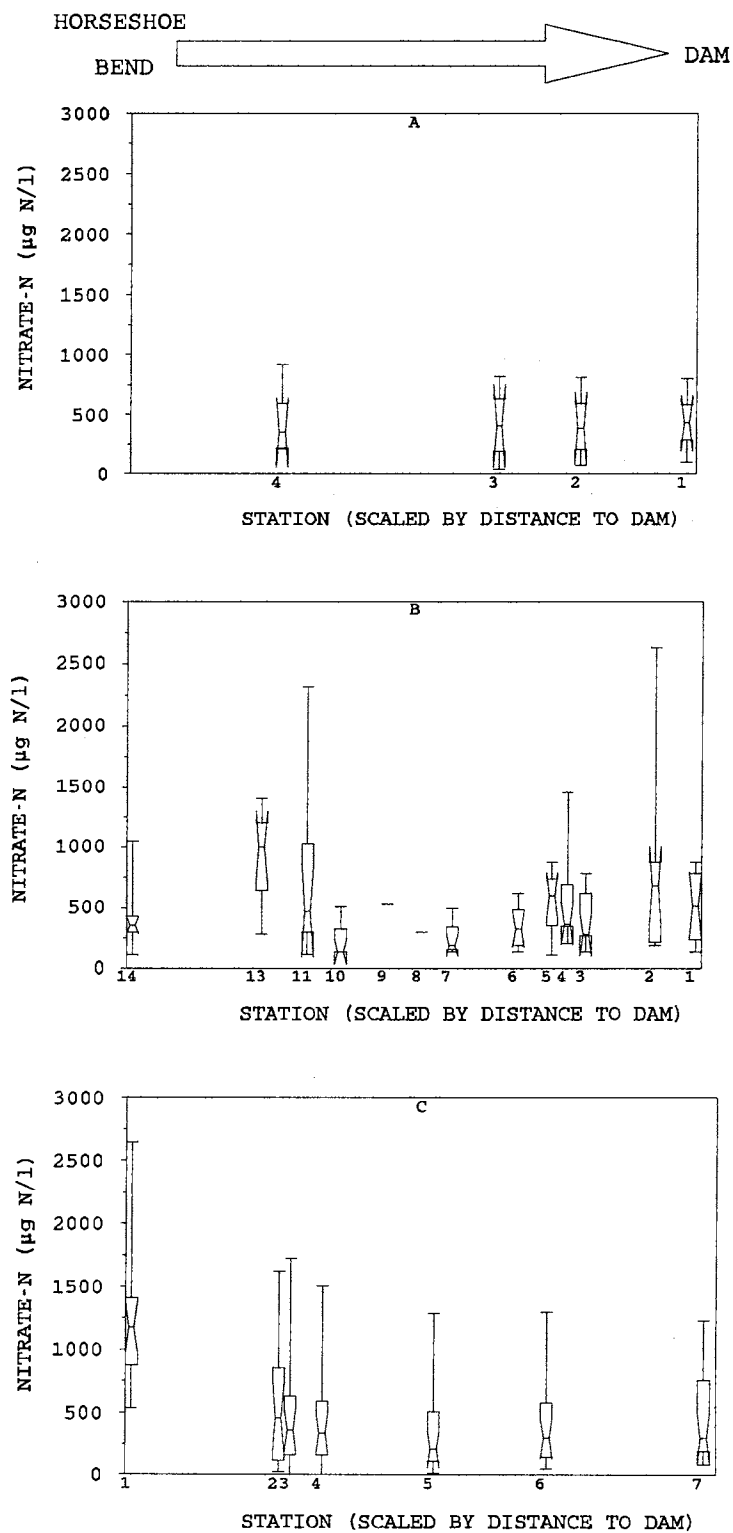 HORSESHOE
BEND
DAM
A
NITRATE-N (µg N/l)
3000
2500
2000
1500
1000
500
0
4 3 2 1
STATION (SCALED BY DISTANCE TO DAM)
B
NITRATE-N (µg N/l)
3000
2500
2000
1500
1000
500
0
14 13 11 10 9 8 7 6 5 4 3 2 1
STATION (SCALED BY DISTANCE TO DAM)
C
NITRATE-N (µg N/l)
3000
2500
2000
1500
1000
500
0
1 23 4 5 6 7
STATION (SCALED BY DISTANCE TO DAM)